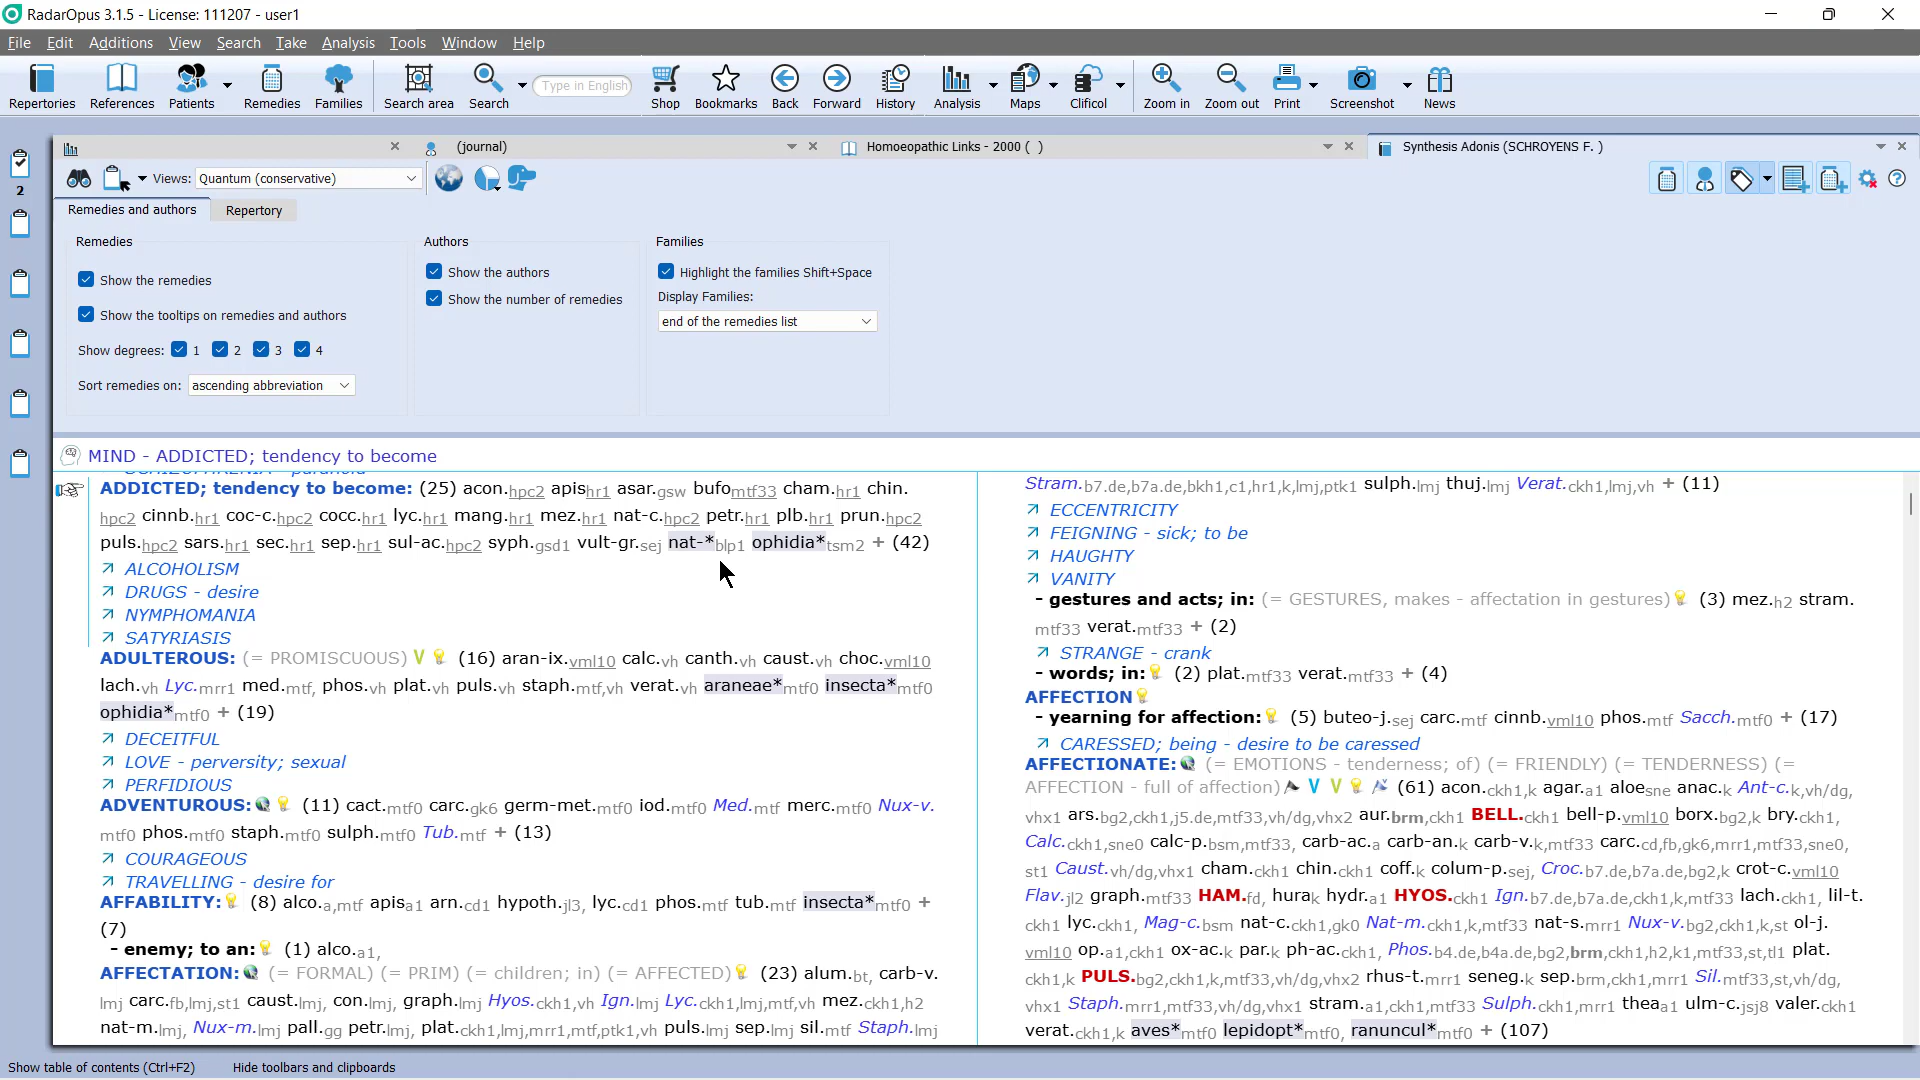 RadarOpus 3.1.5 - License: 111207 - user1
File Edit Additions View Search Take Analysis Tools Window Help
Repertories References Patients Remedies Families Search area Search Type in English Shop Bookmarks Back Forward History Analysis Maps Clificol Zoom in Zoom out Print Screenshot News
(journal) Homoeopathic Links - 2000 ( ) Synthesis Adonis (SCHROYENS F. )
2
Views: Quantum (conservative)
Remedies and authors Repertory
Remedies Authors Families
Show the remedies Show the authors Highlight the families Shift+Space
Show the number of remedies Display Families:
Show the tooltips on remedies and authors end of the remedies list
Show degrees: 1 2 3 4
Sort remedies on: ascending abbreviation
MIND - ADDICTED; tendency to become
ADDICTED; tendency to become: (25) acon.hpc2 apishr1 asar.gsw bufomtf33 cham.hr1 chin.
hpc2 cinnb.hr1 coc-c.hpc2 cocc.hr1 lyc.hr1 mang.hr1 mez.hr1 nat-c.hpc2 petr.hr1 plb.hr1 prun.hpc2
puls.hpc2 sars.hr1 sec.hr1 sep.hr1 sul-ac.hpc2 syph.gsd1 vult-gr.sej nat-*blp1 ophidia*tsm2 + (42)
ALCOHOLISM
DRUGS - desire
NYMPHOMANIA
SATYRIASIS
ADULTEROUS: (= PROMISCUOUS) V (16) aran-ix.vml10 calc.vh canth.vh caust.vh choc.vml10
lach.vh Lyc.mrr1 med.mtf, phos.vh plat.vh puls.vh staph.mtf,vh verat.vh araneae*mtf0 insecta*mtf0
ophidia*mtf0 + (19)
DECEITFUL
LOVE - perversity; sexual
PERFIDIOUS
ADVENTUROUS: (11) cact.mtf0 carc.gk6 germ-met.mtf0 iod.mtf0 Med.mtf merc.mtf0 Nux-v.
mtf0 phos.mtf0 staph.mtf0 sulph.mtf0 Tub.mtf + (13)
COURAGEOUS
TRAVELLING - desire for
AFFABILITY: (8) alco.a,mtf apisa1 arn.cd1 hypoth.jl3, lyc.cd1 phos.mtf tub.mtf insecta*mtf0 +
(7)
- enemy; to an: (1) alco.a1,
AFFECTATION: (= FORMAL) (= PRIM) (= children; in) (= AFFECTED) (23) alum.bt, carb-v.
lmj carc.fb,lmj,st1 caust.lmj, con.lmj, graph.lmj Hyos.ckh1,vh Ign.lmj Lyc.ckh1,lmj,mtf,vh mez.ckh1,h2
nat-m.lmj, Nux-m.lmj pall.gg petr.lmj, plat.ckh1,lmj,mrr1,mtf,ptk1,vh puls.lmj sep.lmj sil.mtf Staph.lmj
Stram.b7.de,b7a.de,bkh1,c1,hr1,k,lmj,ptk1 sulph.lmj thuj.lmj Verat.ckh1,lmj,vh + (11)
ECCENTRICITY
FEIGNING - sick; to be
HAUGHTY
VANITY
- gestures and acts; in: (= GESTURES, makes - affectation in gestures) (3) mez.h2 stram.
mtf33 verat.mtf33 + (2)
STRANGE - crank
- words; in: (2) plat.mtf33 verat.mtf33 + (4)
AFFECTION
- yearning for affection: (5) buteo-j.sej carc.mtf cinnb.vml10 phos.mtf Sacch.mtf0 + (17)
CARESSED; being - desire to be caressed
AFFECTIONATE: (= EMOTIONS - tenderness; of) (= FRIENDLY) (= TENDERNESS) (=
AFFECTION - full of affection) V V (61) acon.ckh1,k agar.a1 aloesne anac.k Ant-c.k,vh/dg,
vhx1 ars.bg2,ckh1,j5.de,mtf33,vh/dg,vhx2 aur.brm,ckh1 BELL.ckh1 bell-p.vml10 borx.bg2,k bry.ckh1,
Calc.ckh1,sne0 calc-p.bsm,mtf33, carb-ac.a carb-an.k carb-v.k,mtf33 carc.cd,fb,gk6,mrr1,mtf33,sne0,
st1 Caust.vh/dg,vhx1 cham.ckh1 chin.ckh1 coff.k colum-p.sej, Croc.b7.de,b7a.de,bg2,k crot-c.vml10
Flav.jl2 graph.mtf33 HAM.fd, hurak hydr.a1 HYOS.ckh1 Ign.b7.de,b7a.de,ckh1,k,mtf33 lach.ckh1, lil-t.
ckh1 lyc.ckh1, Mag-c.bsm nat-c.ckh1,gk0 Nat-m.ckh1,k,mtf33 nat-s.mrr1 Nux-v.bg2,ckh1,k,st ol-j.
vml10 op.a1,ckh1 ox-ac.k par.k ph-ac.ckh1, Phos.b4.de,b4a.de,bg2,brm,ckh1,h2,k1,mtf33,st,tl1 plat.
ckh1,k PULS.bg2,ckh1,k,mtf33,vh/dg,vhx2 rhus-t.mrr1 seneg.k sep.brm,ckh1,mrr1 Sil.mtf33,st,vh/dg,
vhx1 Staph.mrr1,mtf33,vh/dg,vhx1 stram.a1,ckh1,mtf33 Sulph.ckh1,mrr1 theaa1 ulm-c.jsj8 valer.ckh1
verat.ckh1,k aves*mtf0 lepidopt*mtf0, ranuncul*mtf0 + (107)
Show table of contents (Ctrl+F2) Hide toolbars and clipboards